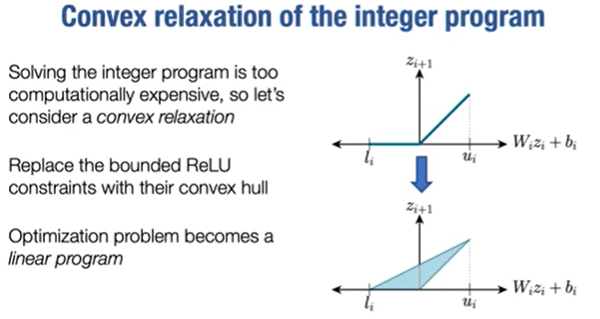 Convex relaxation of the integer program
Solving the integer program is too
computationally expensive, so let's
consider a convex relaxation
Replace the bounded ReLU
constraints with their convex hull
Optimization problem becomes a
linear program
z_{i+1}
W_i z_i + b_i
l_i
u_i
z_{i+1}
W_i z_i + b_i
l_i
u_i